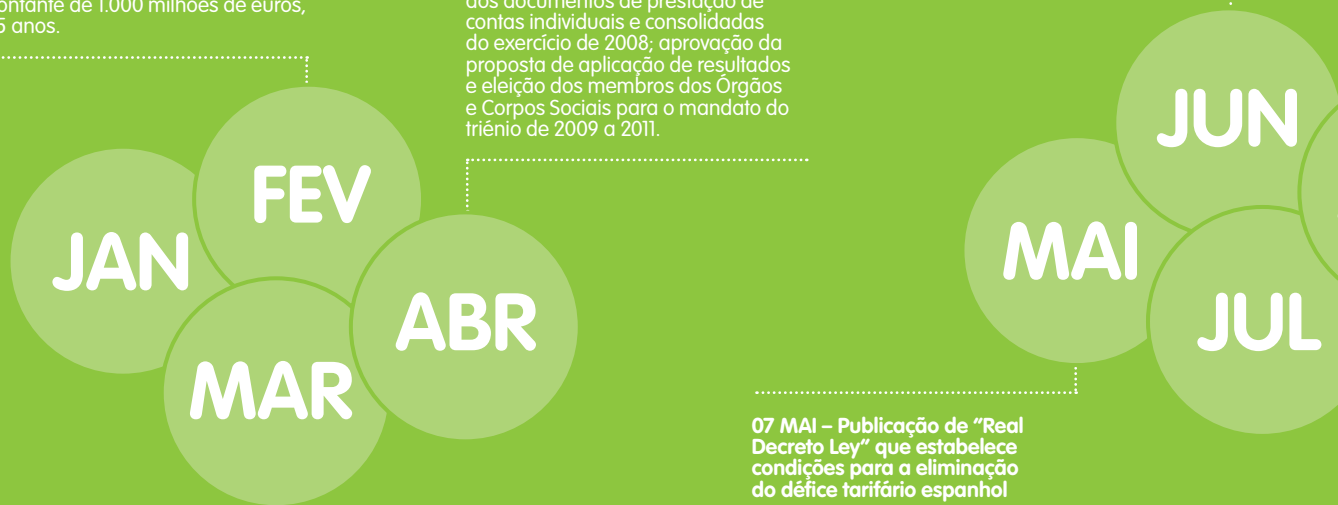 montante de 1.000 milhões de euros,
5 anos.
dos documentos de prestação de
contas individuais e consolidadas
do exercício de 2008; aprovação da
proposta de aplicação de resultados
e eleição dos membros dos Órgãos
e Corpos Sociais para o mandato do
triénio de 2009 a 2011.
JAN
FEV
MAR
ABR
MAI
JUN
JUL
07 MAI – Publicação de “Real
Decreto Ley” que estabelece
condições para a eliminação
do défice tarifário espanhol